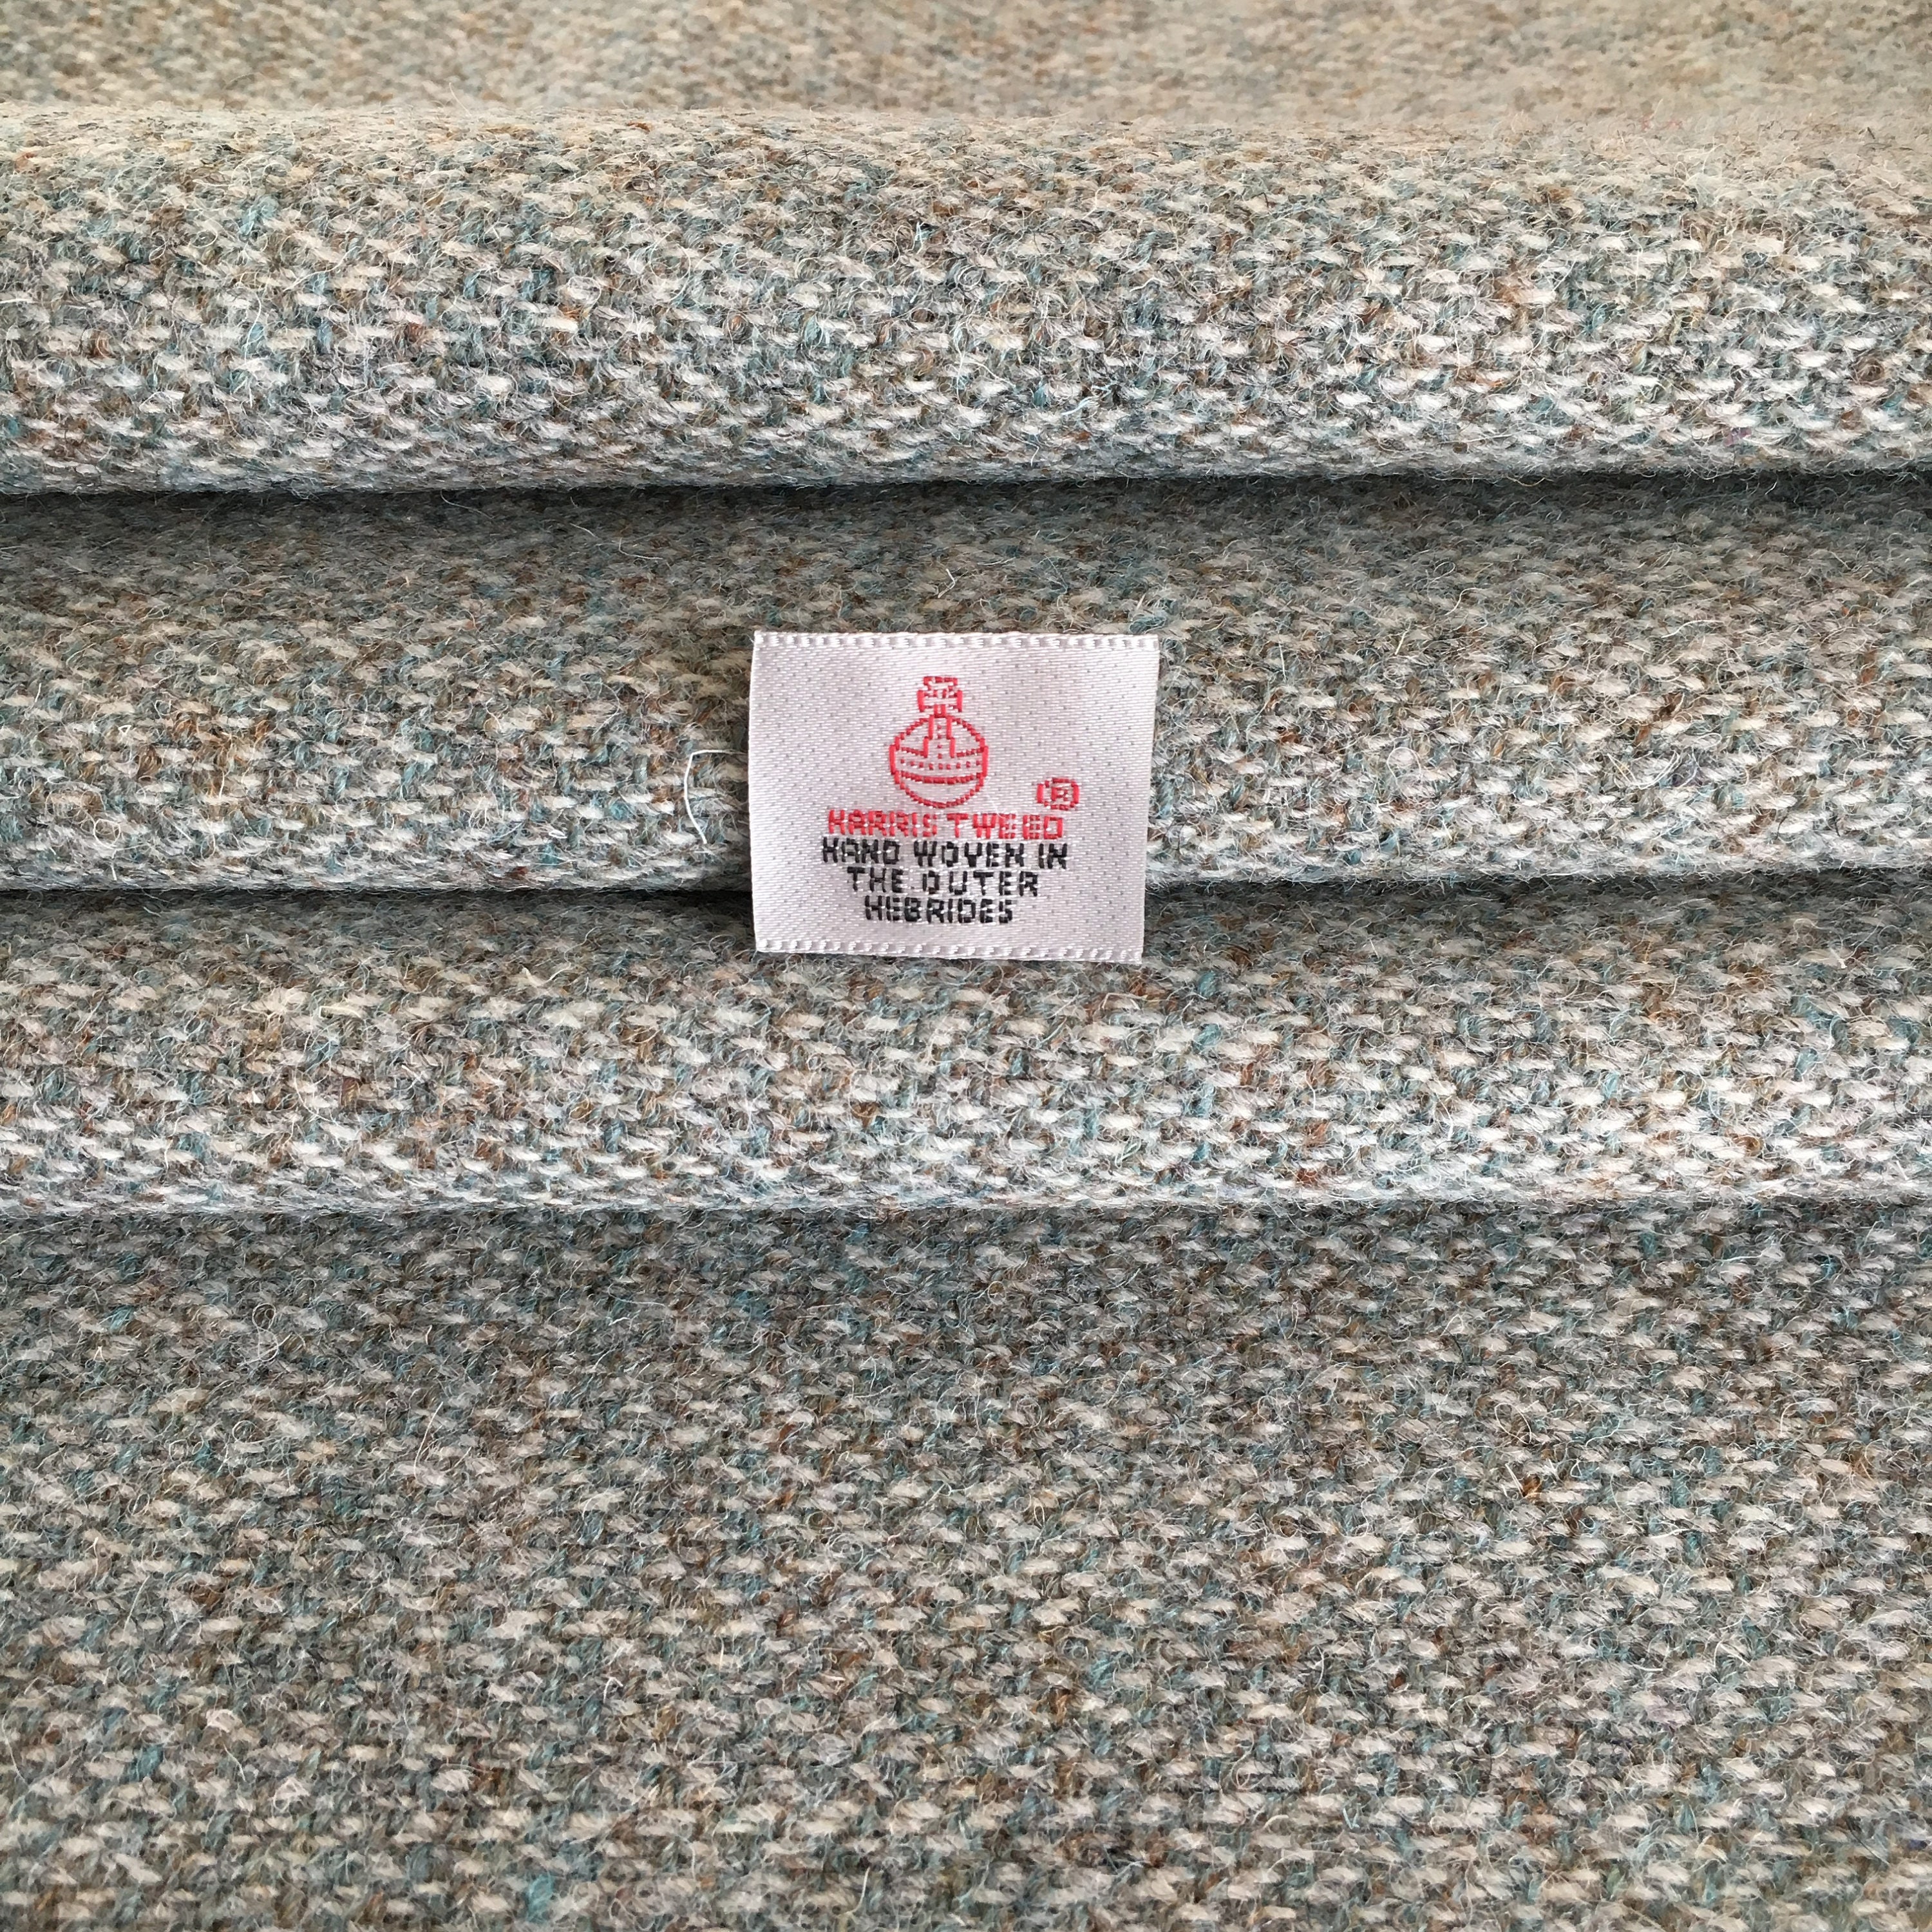 ®
HARRIS TWEED
HAND WOVEN IN
THE OUTER
HEBRIDES